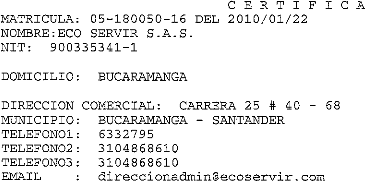 C E R T I F I C A
MATRICULA: 05-180050-16 DEL 2010/01/22
NOMBRE:ECO SERVIR S.A.S.
NIT: 900335341-1
DOMICILIO: BUCARAMANGA
DIRECCION COMERCIAL: CARRERA 25 # 40 - 68
MUNICIPIO: BUCARAMANGA - SANTANDER
TELEFONO1: 6332795
TELEFONO2: 3104868610
TELEFONO3: 3104868610
EMAIL : direccionadmin@ecoservir.com